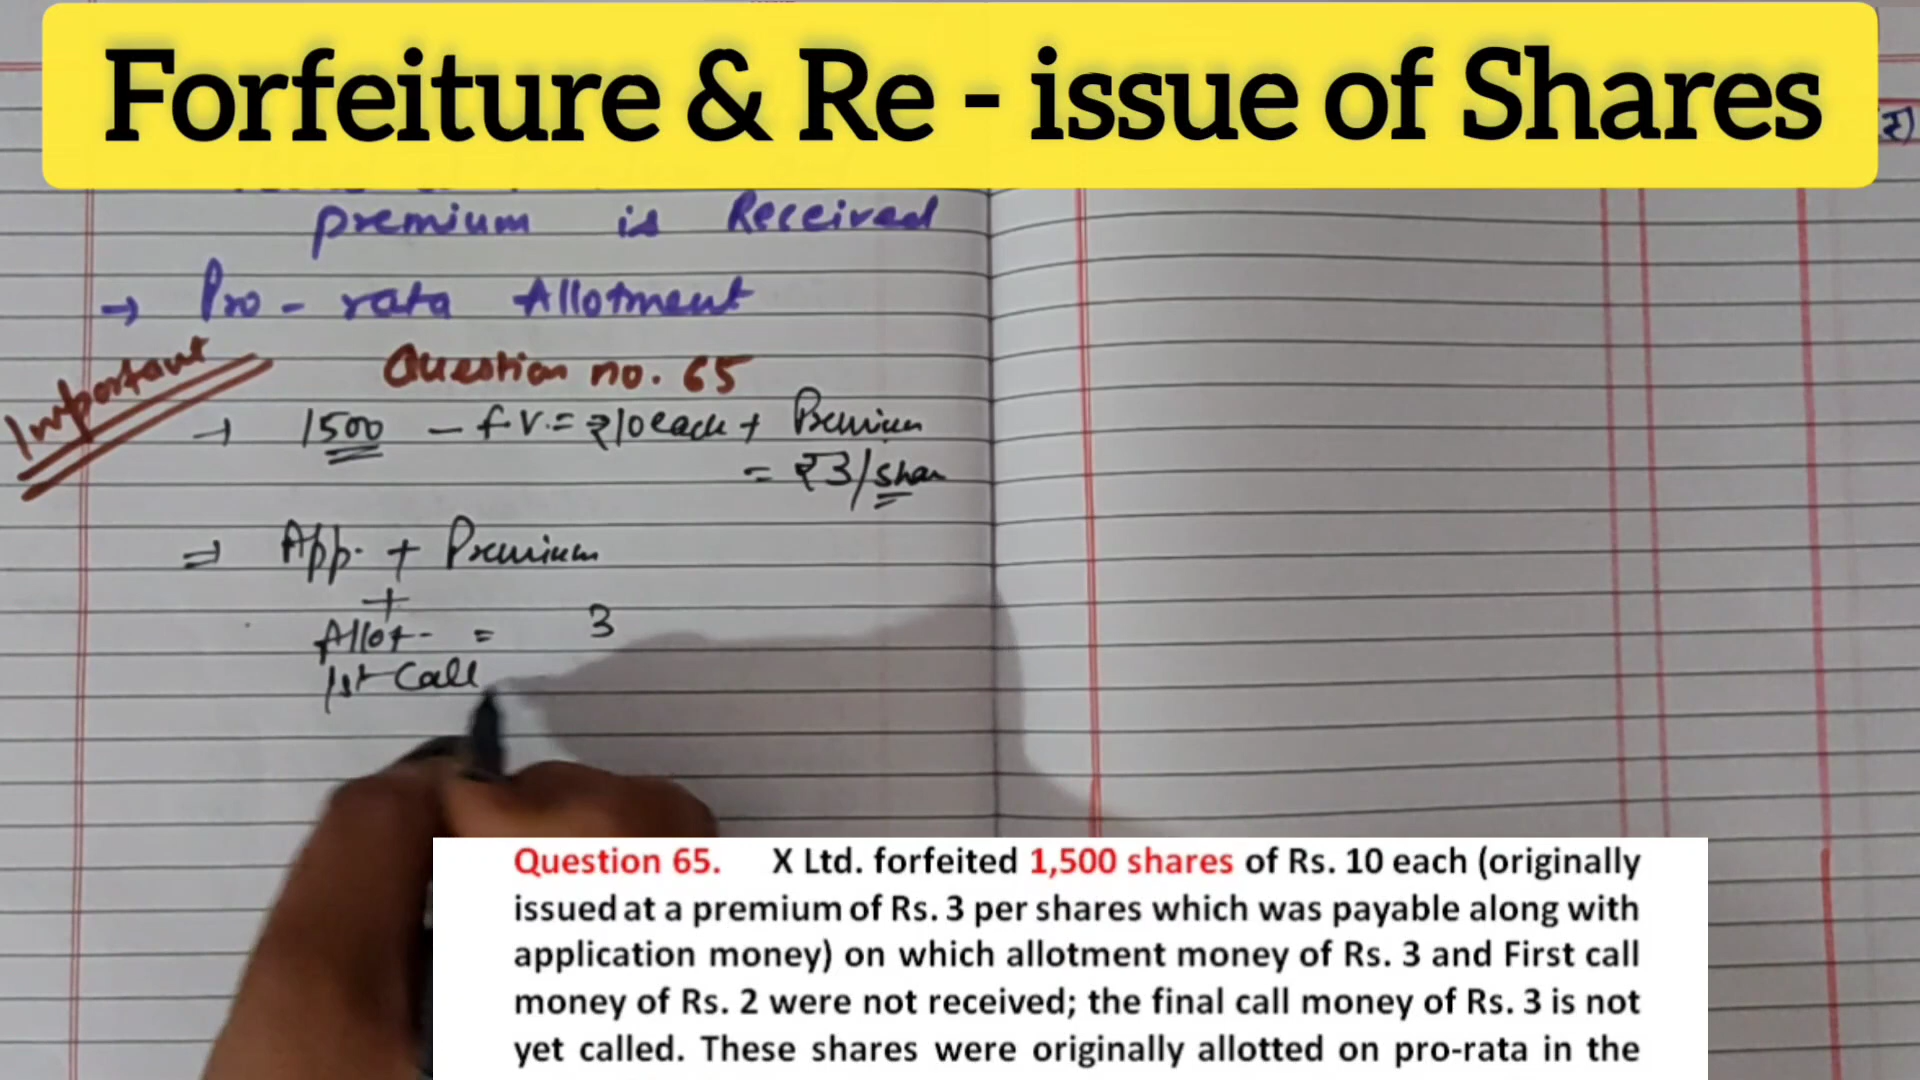 Forfeiture & Re - issue of Shares
premium is Received
→ Pro - rata Allotment
Important
Question no. 65
→ 1500 - f V. = ₹10 each + Premium
= ₹3/Shar
⇒ App. + Premium
+
Allot- = 3
1st Call
Question 65. X Ltd. forfeited 1,500 shares of Rs. 10 each (originally
issued at a premium of Rs. 3 per shares which was payable along with
application money) on which allotment money of Rs. 3 and First call
money of Rs. 2 were not received; the final call money of Rs. 3 is not
yet called. These shares were originally allotted on pro-rata in the